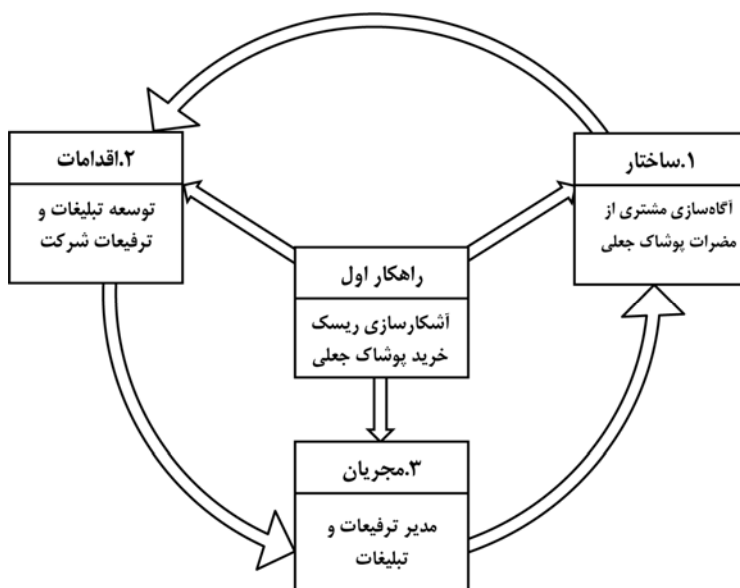 ۱.ساختار
آگاه‌سازی مشتری از
مضرات پوشاک جعلی
۲.اقدامات
توسعه تبلیغات و
ترفیعات شرکت
راهکار اول
آشکارسازی ریسک
خرید پوشاک جعلی
۳.مجریان
مدیر ترفیعات و
تبلیغات